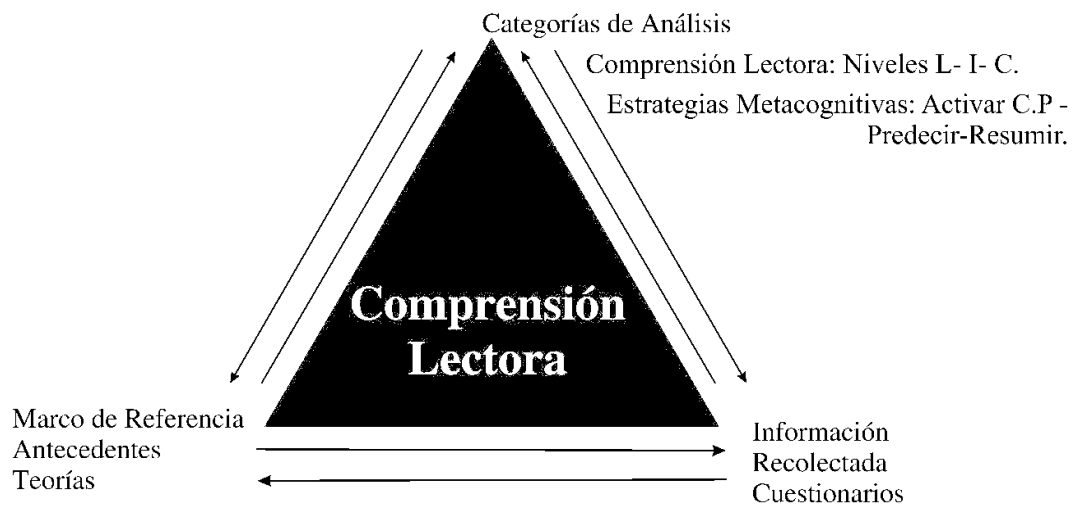 Categorías de Análisis
Comprensión Lectora: Niveles L- I- C.
Estrategias Metacognitivas: Activar C.P -
Predecir-Resumir.
Comprensión
Lectora
Marco de Referencia
Antecedentes
Teorías
Información
Recolectada
Cuestionarios